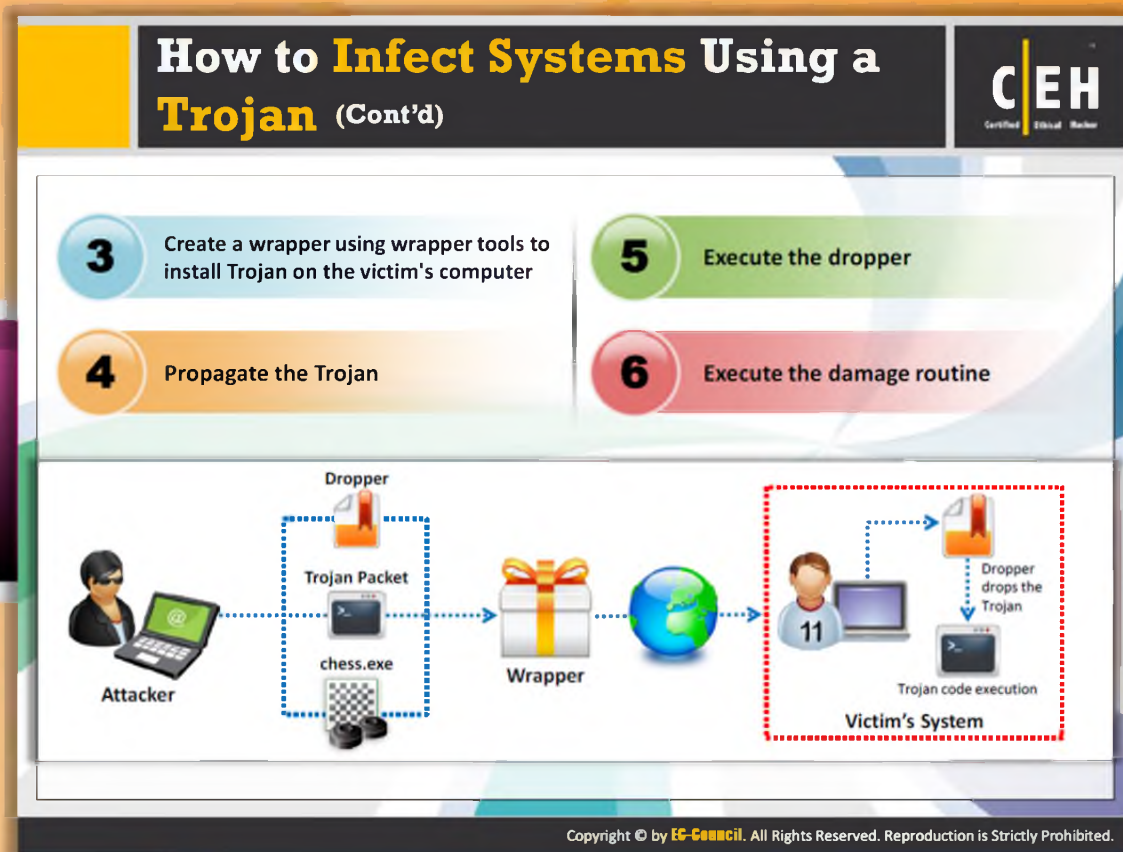 How to Infect Systems Using a
Trojan (Cont'd)
CEH
Certified Ethical Hacker
3
Create a wrapper using wrapper tools to
install Trojan on the victim's computer
4
Propagate the Trojan
5
Execute the dropper
6
Execute the damage routine
Attacker
@
Dropper
Trojan Packet
>_
chess.exe
Wrapper
11
Dropper
drops the
Trojan
>_
Trojan code execution
Victim's System
Copyright © by EC-Council. All Rights Reserved. Reproduction is Strictly Prohibited.